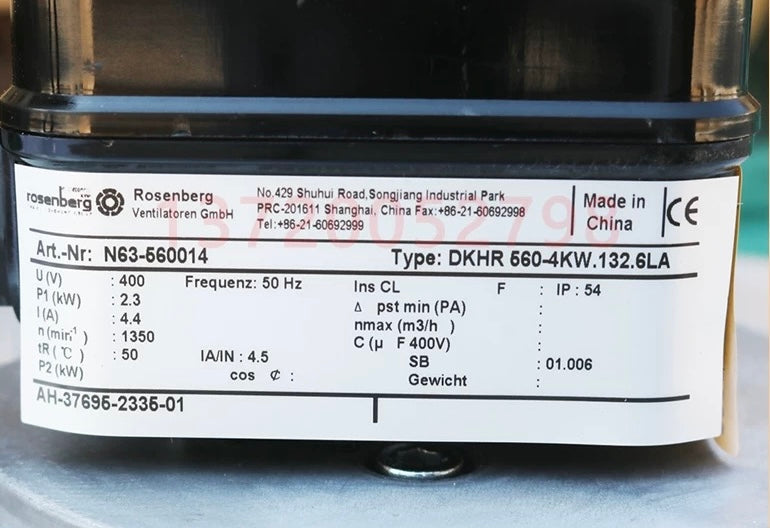 rosenberg
Rosenberg
Ventilatoren GmbH
No.429 Shuhui Road,Songjiang Industrial Park
PRC-201611 Shanghai, China Fax:+86-21-60692998
Tel:+86-21-60692999
Made in
China
CE
Art.-Nr: N63-560014 Type: DKHR 560-4KW.132.6LA
U (V) : 400 Frequenz: 50 Hz Ins CL F : IP : 54
P1 (kW) : 2.3 Δ pst min (PA) :
I (A) : 4.4 nmax (m3/h ) :
n (min⁻¹ ) : 1350 C (μ F 400V) :
tR ( ℃ ) : 50 IA/IN : 4.5 SB : 01.006
P2 (kW) cos ¢ : Gewicht :
AH-37695-2335-01
13720052798